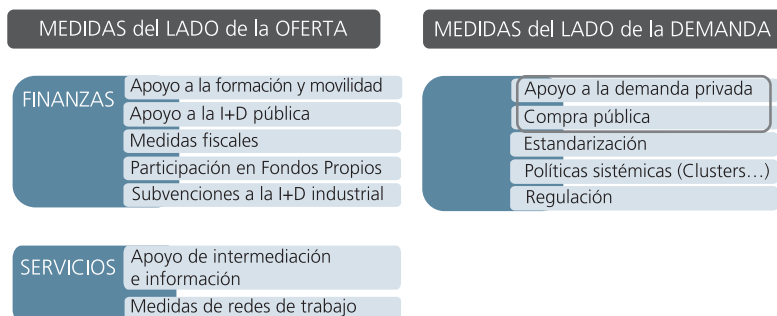 MEDIDAS del LADO de la OFERTA
FINANZAS
Apoyo a la formación y movilidad
Apoyo a la I+D pública
Medidas fiscales
Participación en Fondos Propios
Subvenciones a la I+D industrial
SERVICIOS
Apoyo de intermediación
e información
Medidas de redes de trabajo
MEDIDAS del LADO de la DEMANDA
Apoyo a la demanda privada
Compra pública
Estandarización
Políticas sistémicas (Clusters...)
Regulación